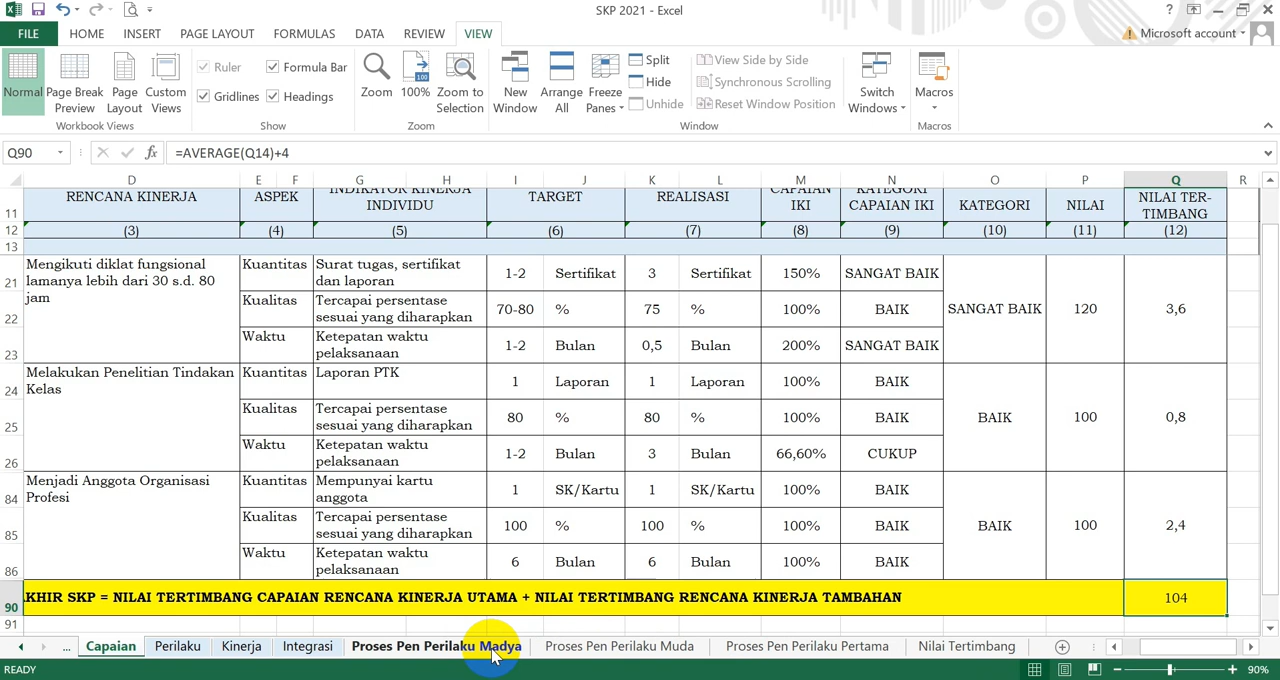 SKP 2021 - Excel
?
FILE HOME INSERT PAGE LAYOUT FORMULAS DATA REVIEW VIEW Microsoft account
Normal
Page Break Preview
Page Layout
Custom Views
Workbook Views
Ruler
Formula Bar
Gridlines
Headings
Show
Zoom
100%
Zoom to Selection
Zoom
New Window
Arrange All
Freeze Panes
Split
Hide
Unhide
View Side by Side
Synchronous Scrolling
Reset Window Position
Window
Switch Windows
Macros
Macros
Q90 fx =AVERAGE(Q14)+4
D E F G H I J K L M N O P Q R
11 RENCANA KINERJA ASPEK INDIKATOR KINERJA INDIVIDU TARGET REALISASI CAPAIAN IKI KATEGORI CAPAIAN IKI KATEGORI NILAI NILAI TER-TIMBANG
12 (3) (4) (5) (6) (7) (8) (9) (10) (11) (12)
13
21 Mengikuti diklat fungsional lamanya lebih dari 30 s.d. 80 jam Kuantitas Surat tugas, sertifikat dan laporan 1-2 Sertifikat 3 Sertifikat 150% SANGAT BAIK SANGAT BAIK 120 3,6
22 Kualitas Tercapai persentase sesuai yang diharapkan 70-80 % 75 % 100% BAIK
23 Waktu Ketepatan waktu pelaksanaan 1-2 Bulan 0,5 Bulan 200% SANGAT BAIK
24 Melakukan Penelitian Tindakan Kelas Kuantitas Laporan PTK 1 Laporan 1 Laporan 100% BAIK BAIK 100 0,8
25 Kualitas Tercapai persentase sesuai yang diharapkan 80 % 80 % 100% BAIK
26 Waktu Ketepatan waktu pelaksanaan 1-2 Bulan 3 Bulan 66,60% CUKUP
84 Menjadi Anggota Organisasi Profesi Kuantitas Mempunyai kartu anggota 1 SK/Kartu 1 SK/Kartu 100% BAIK BAIK 100 2,4
85 Kualitas Tercapai persentase sesuai yang diharapkan 100 % 100 % 100% BAIK
86 Waktu Ketepatan waktu pelaksanaan 6 Bulan 6 Bulan 100% BAIK
90 KHIR SKP = NILAI TERTIMBANG CAPAIAN RENCANA KINERJA UTAMA + NILAI TERTIMBANG RENCANA KINERJA TAMBAHAN 104
91
... Capaian Perilaku Kinerja Integrasi Proses Pen Perilaku Madya Proses Pen Perilaku Muda Proses Pen Perilaku Pertama Nilai Tertimbang
READY 90%